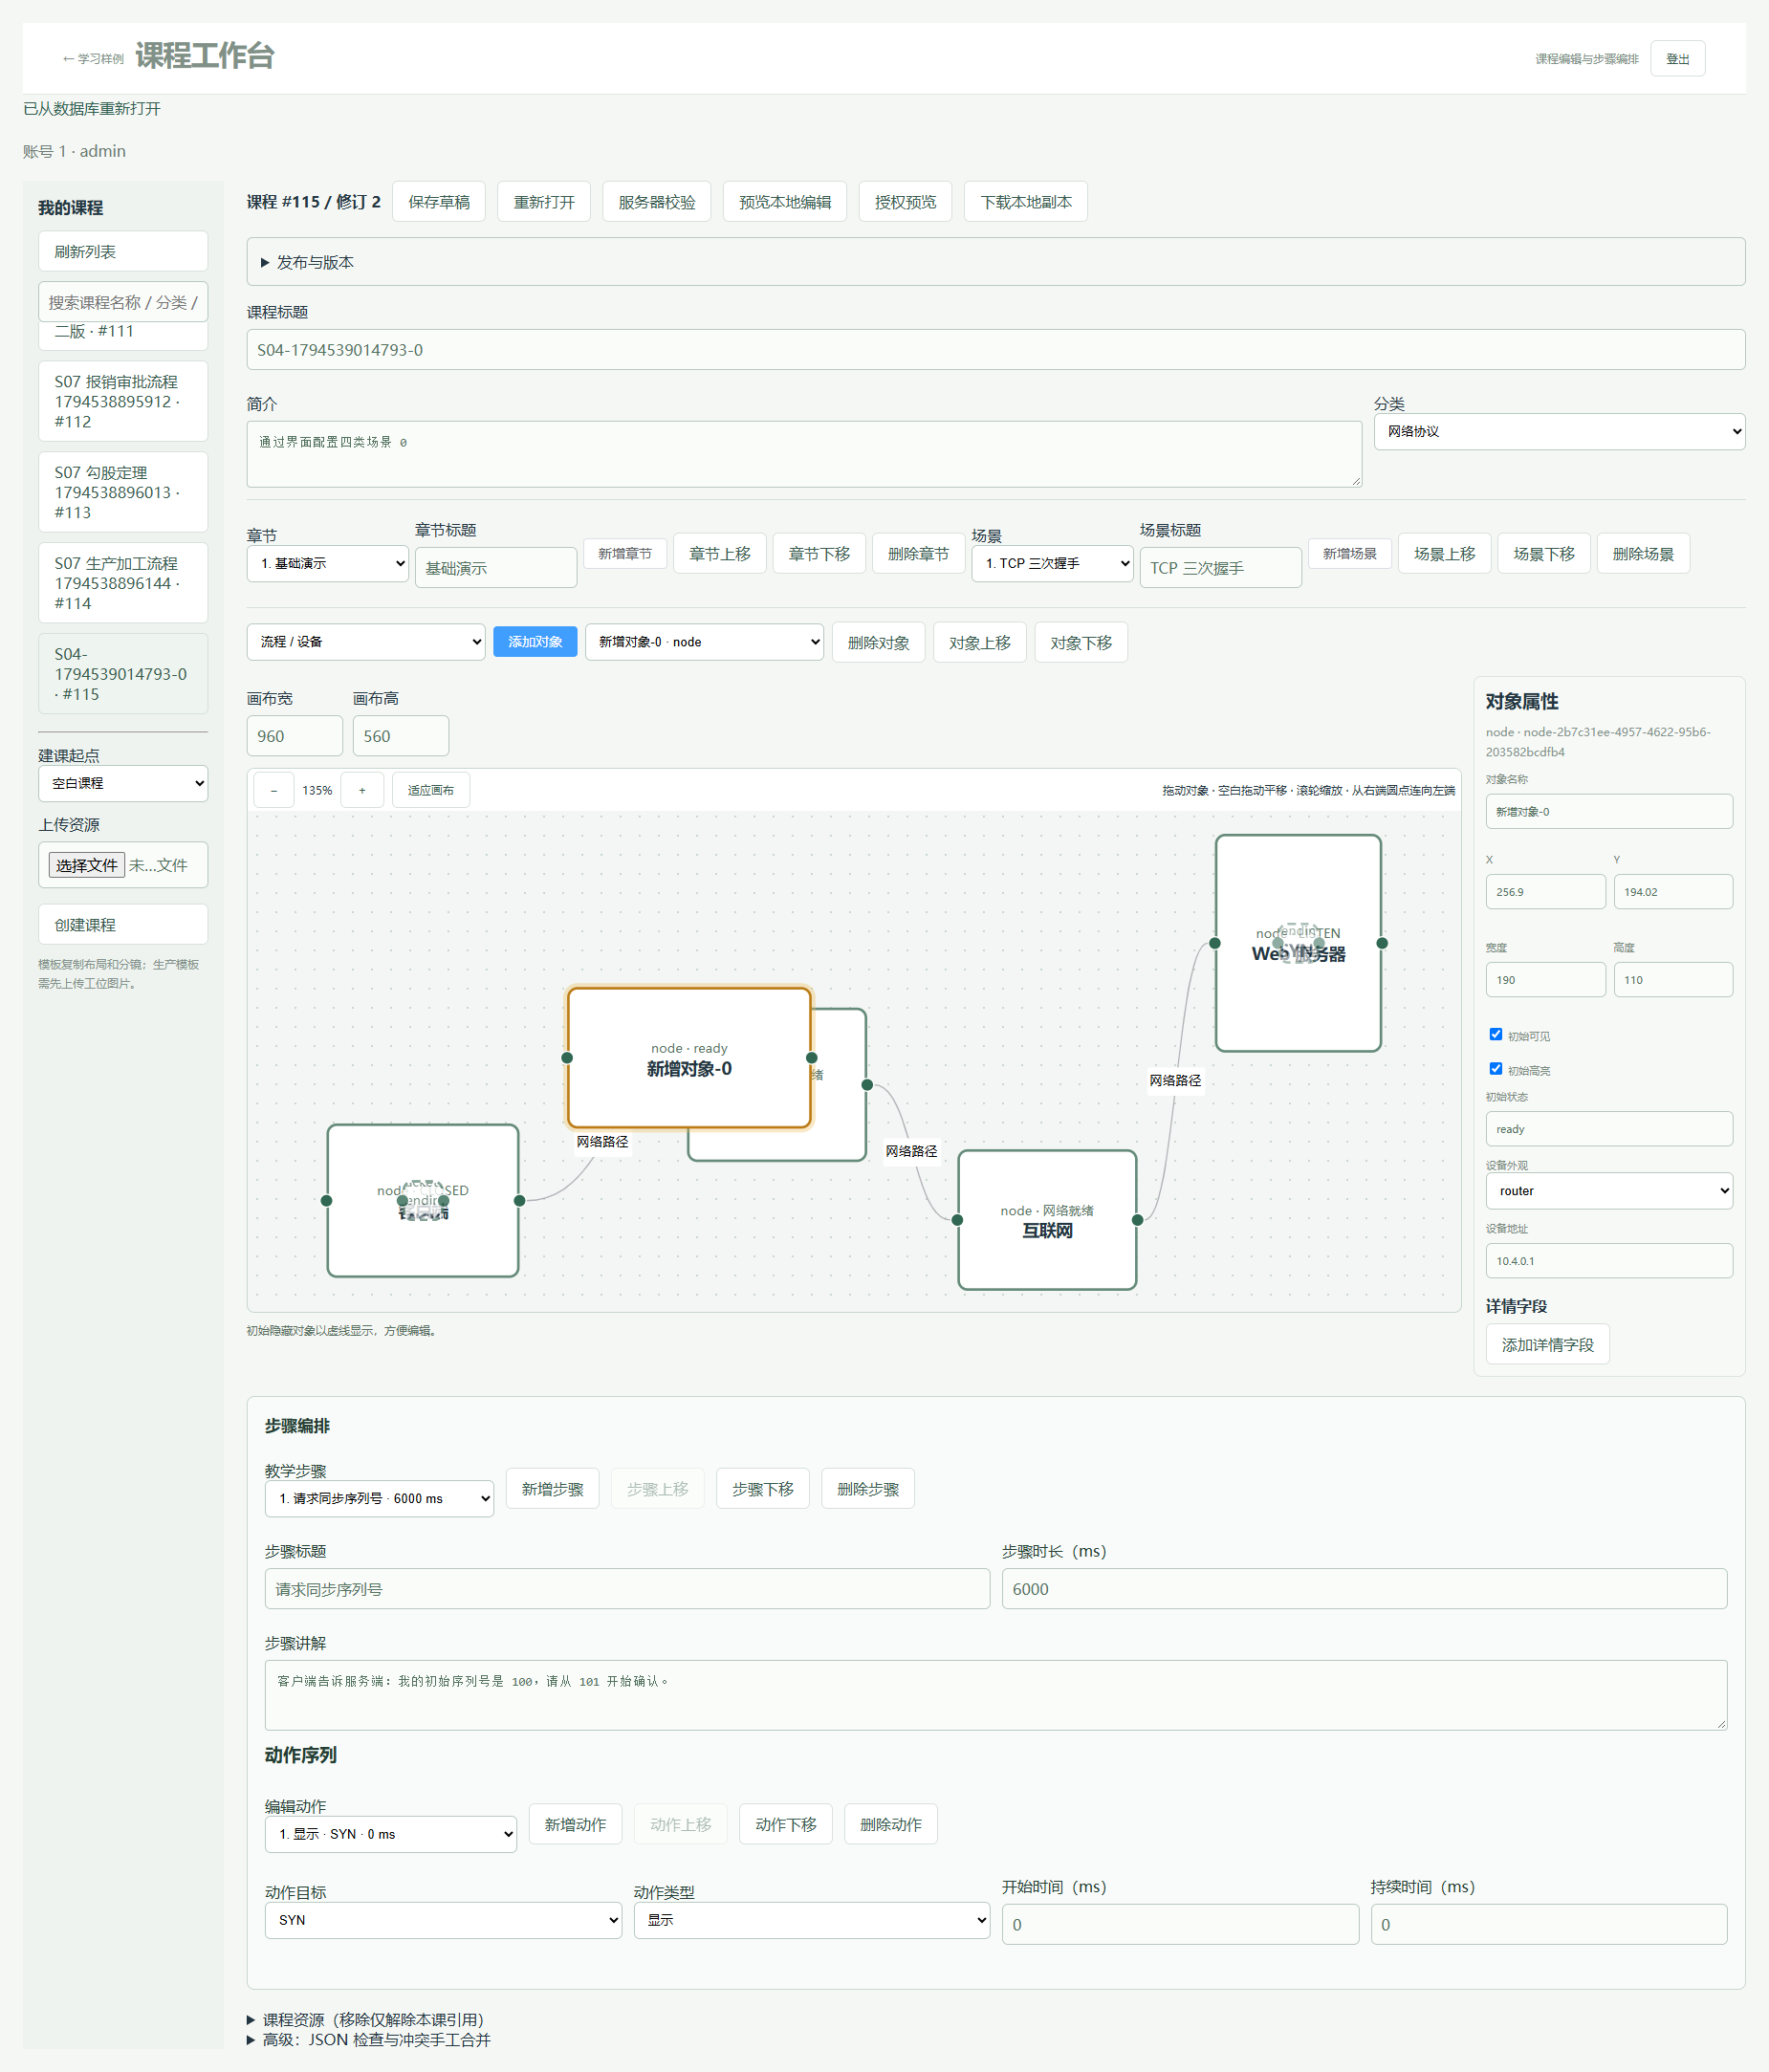 ← 学习样例 课程工作台
课程编辑与步骤编排 登出
已从数据库重新打开
账号 1 · admin
我的课程
刷新列表
搜索课程名称 / 分类 /
二版 · #111
S07 报销审批流程
1794538895912 ·
#112
S07 勾股定理
1794538896013 ·
#113
S07 生产加工流程
1794538896144 ·
#114
S04-
1794539014793-0
· #115
建课起点
空白课程
上传资源
选择文件 未...文件
创建课程
模板复制布局和分镜；生产模板
需先上传工位图片。
课程 #115 / 修订 2 保存草稿 重新打开 服务器校验 预览本地编辑 授权预览 下载本地副本
▶ 发布与版本
课程标题
S04-1794539014793-0
简介 分类
通过界面配置四类场景 0 网络协议
章节 章节标题 场景 场景标题
1. 基础演示 基础演示 新增章节 章节上移 章节下移 删除章节 1. TCP 三次握手 TCP 三次握手 新增场景 场景上移 场景下移 删除场景
流程 / 设备 添加对象 新增对象-0 · node 删除对象 对象上移 对象下移
画布宽 画布高
960 560
− 135% + 适应画布 拖动对象 · 空白拖动平移 · 滚轮缩放 · 从右端圆点连向左端
Web
务器
node · ready
新增对象-0
绪
网络路径
网络路径
网络路径
node · 网络就绪
互联网
初始隐藏对象以虚线显示，方便编辑。
对象属性
node · node-2b7c31ee-4957-4622-95b6-
203582bcdfb4
对象名称
新增对象-0
X Y
256.9 194.02
宽度 高度
190 110
初始可见
初始高亮
初始状态
ready
设备外观
router
设备地址
10.4.0.1
详情字段
添加详情字段
步骤编排
教学步骤
1. 请求同步序列号 · 6000 ms 新增步骤 步骤上移 步骤下移 删除步骤
步骤标题 步骤时长（ms）
请求同步序列号 6000
步骤讲解
客户端告诉服务端：我的初始序列号是 100，请从 101 开始确认。
动作序列
编辑动作
1. 显示 · SYN · 0 ms 新增动作 动作上移 动作下移 删除动作
动作目标 动作类型 开始时间（ms） 持续时间（ms）
SYN 显示 0 0
▶ 课程资源（移除仅解除本课引用）
▶ 高级：JSON 检查与冲突手工合并